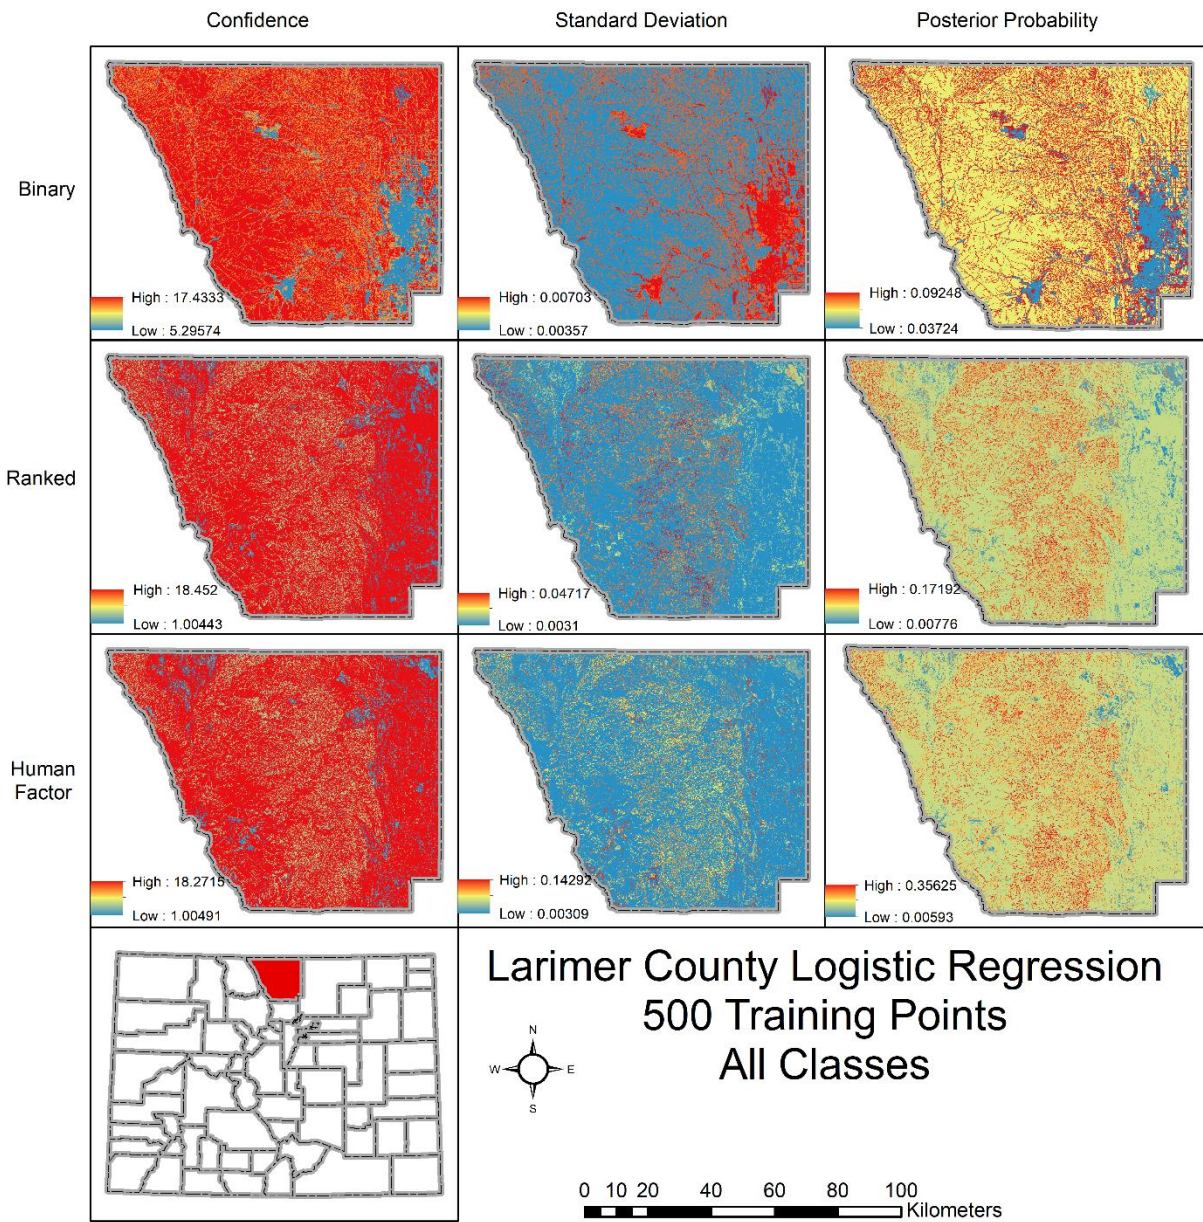 Confidence
Standard Deviation
Posterior Probability
Binary
High : 17.4333
Low : 5.29574
High : 0.00703
Low : 0.00357
High : 0.09248
Low : 0.03724
Ranked
High : 18.452
Low : 1.00443
High : 0.04717
Low : 0.0031
High : 0.17192
Low : 0.00776
Human
Factor
High : 18.2715
Low : 1.00491
High : 0.14292
Low : 0.00309
High : 0.35625
Low : 0.00593
Larimer County Logistic Regression
500 Training Points
All Classes
N
W E
S
0 10 20 40 60 80 100
Kilometers